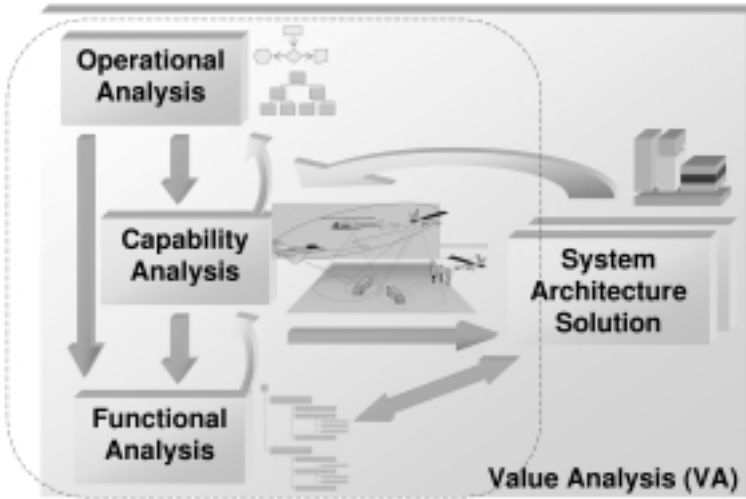 Operational
Analysis
Capability
Analysis
System
Architecture
Solution
Functional
Analysis
Value Analysis (VA)